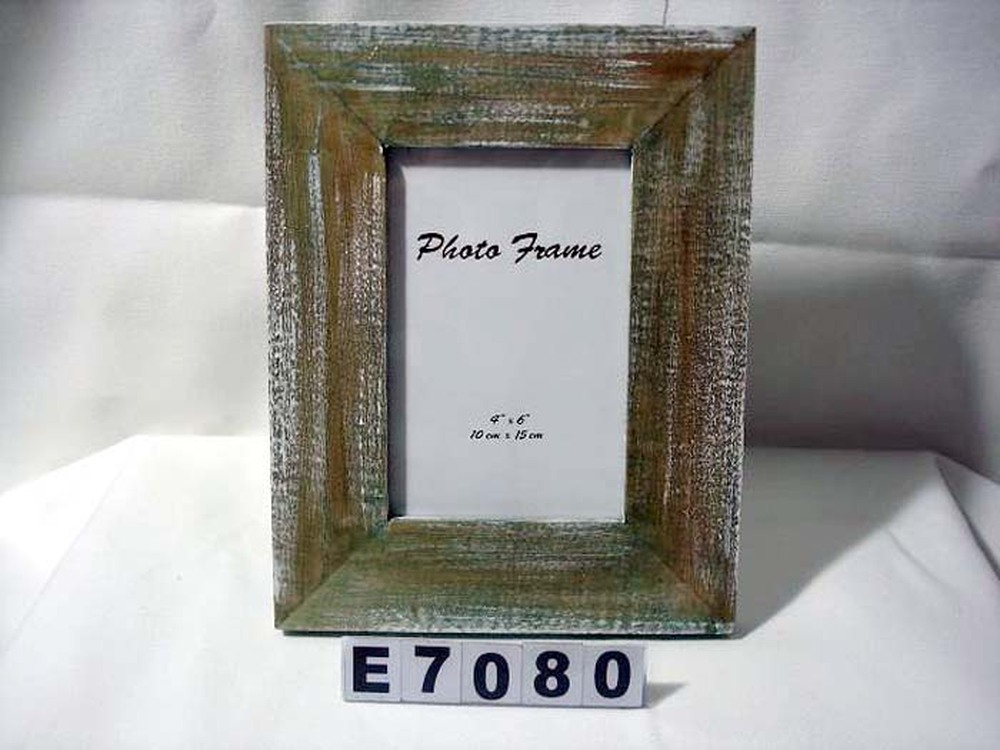 Photo Frame
4" x 6"
10 cm x 15 cm
E7080